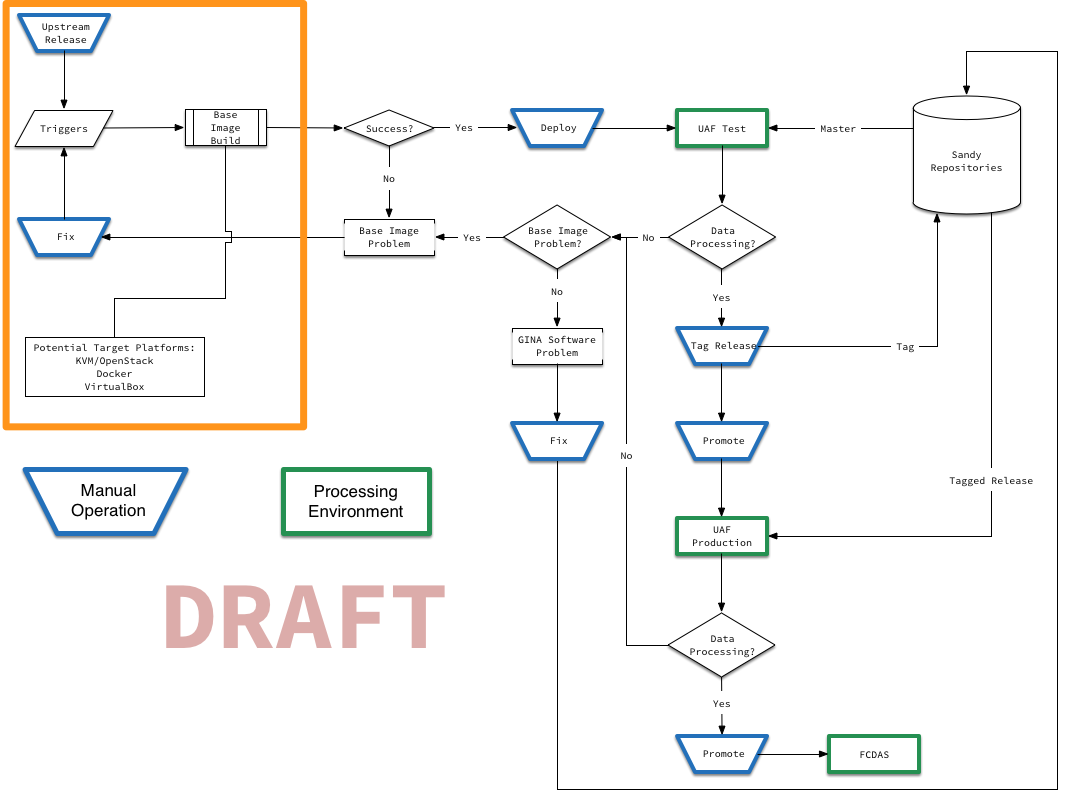 Upstream
Release
Triggers
Base
Image
Build
Success?
Yes
Deploy
UAF Test
Master
Sandy
Repositories
No
Fix
Base Image
Problem
Yes
Base Image
Problem?
No
Data
Processing?
No
Yes
Potential Target Platforms:
KVM/OpenStack
Docker
VirtualBox
GINA Software
Problem
Tag Release
Tag
Fix
Promote
No
Tagged Release
Manual
Operation
Processing
Environment
UAF
Production
DRAFT
Data
Processing?
Yes
Promote
FCDAS